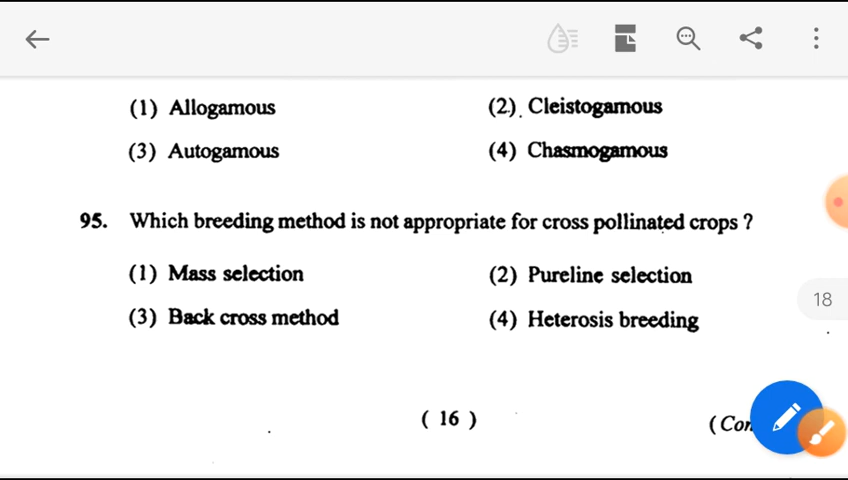 (1) Allogamous (2). Cleistogamous
(3) Autogamous (4) Chasmogamous
95. Which breeding method is not appropriate for cross pollinated crops ?
(1) Mass selection (2) Pureline selection
(3) Back cross method (4) Heterosis breeding
18
( 16 )